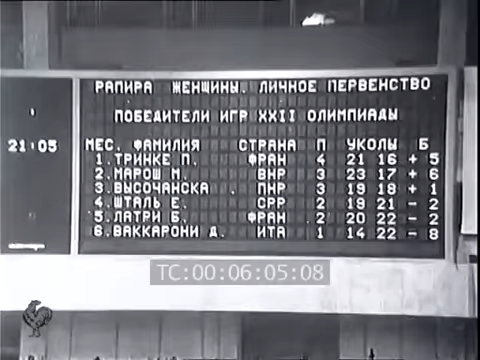 РАПИРА ЖЕНЩИНЫ. ЛИЧНОЕ ПЕРВЕНСТВО
ПОБЕДИТЕЛИ ИГР XXII ОЛИМПИАДЫ
21:05
МЕС. ФАМИЛИЯ СТРАНА П УКОЛЫ Б
1. ТРИНКЕ П. ФРАН 4 21 16 + 5
2. МАРОШ М. ВНР 3 23 17 + 6
3. ВЫСОЧАНСКА . ПНР 3 19 18 + 1
4. ШТАЛЬ Е. СРР 2 19 21 - 2
5. ЛАТРИ Б. ФРАН 2 20 22 - 2
6. ВАККАРОНИ Д. ИТА 1 14 22 - 8
TC:00:06:05:08